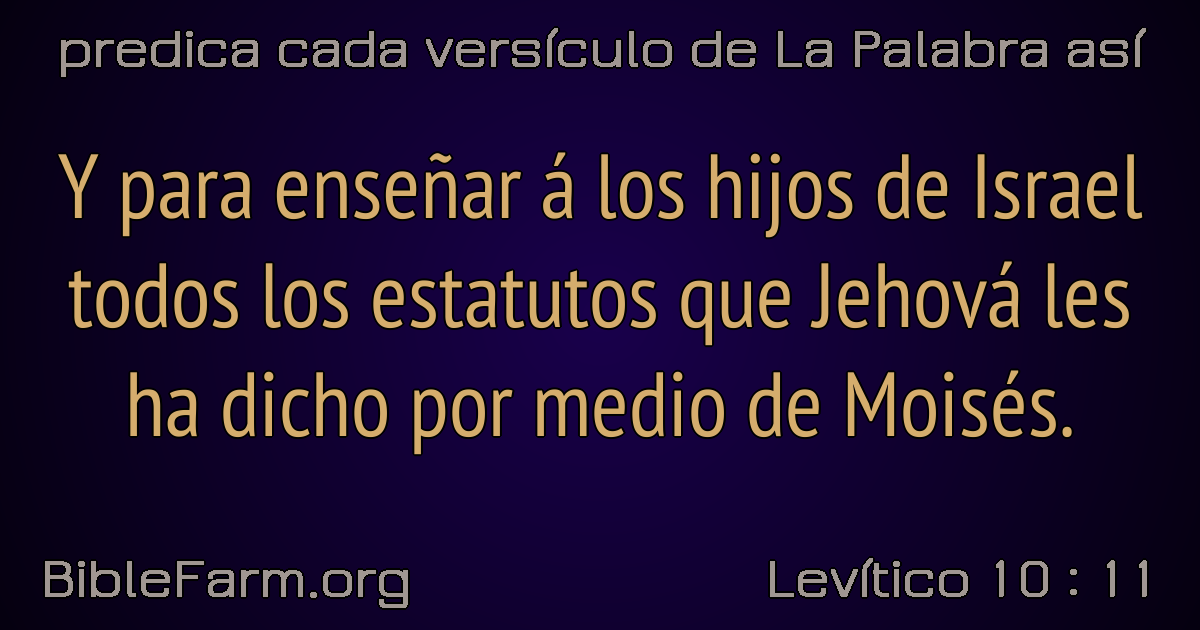 predica cada versículo de La Palabra así
Y para enseñar á los hijos de Israel
todos los estatutos que Jehová les
ha dicho por medio de Moisés.
BibleFarm.org
Levítico 10 : 11